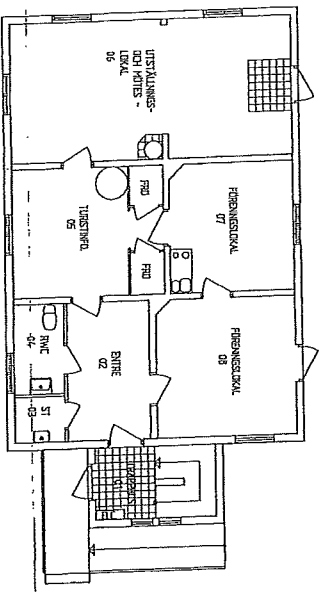 UTSTÄLLNINGS-
OCH MÖTES-
LOKAL
06
FRD
FÖRENINGSLOKAL
07
TURISTINFO.
05
FRD
FÖRENINGSLOKAL
08
ENTRE
02
RWC
04
ST
03